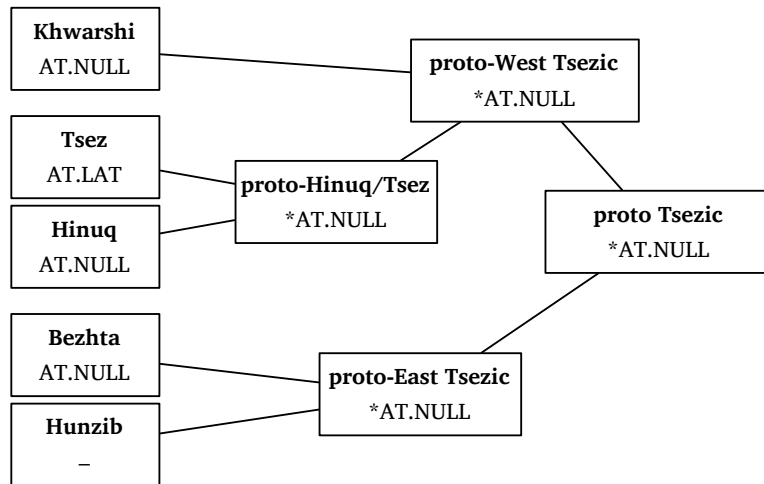 Khwarshi
AT.NULL
proto-West Tsezic
*AT.NULL
Tsez
AT.LAT
proto-Hinuq/Tsez
*AT.NULL
Hinuq
AT.NULL
proto Tsezic
*AT.NULL
Bezhta
AT.NULL
proto-East Tsezic
*AT.NULL
Hunzib
–